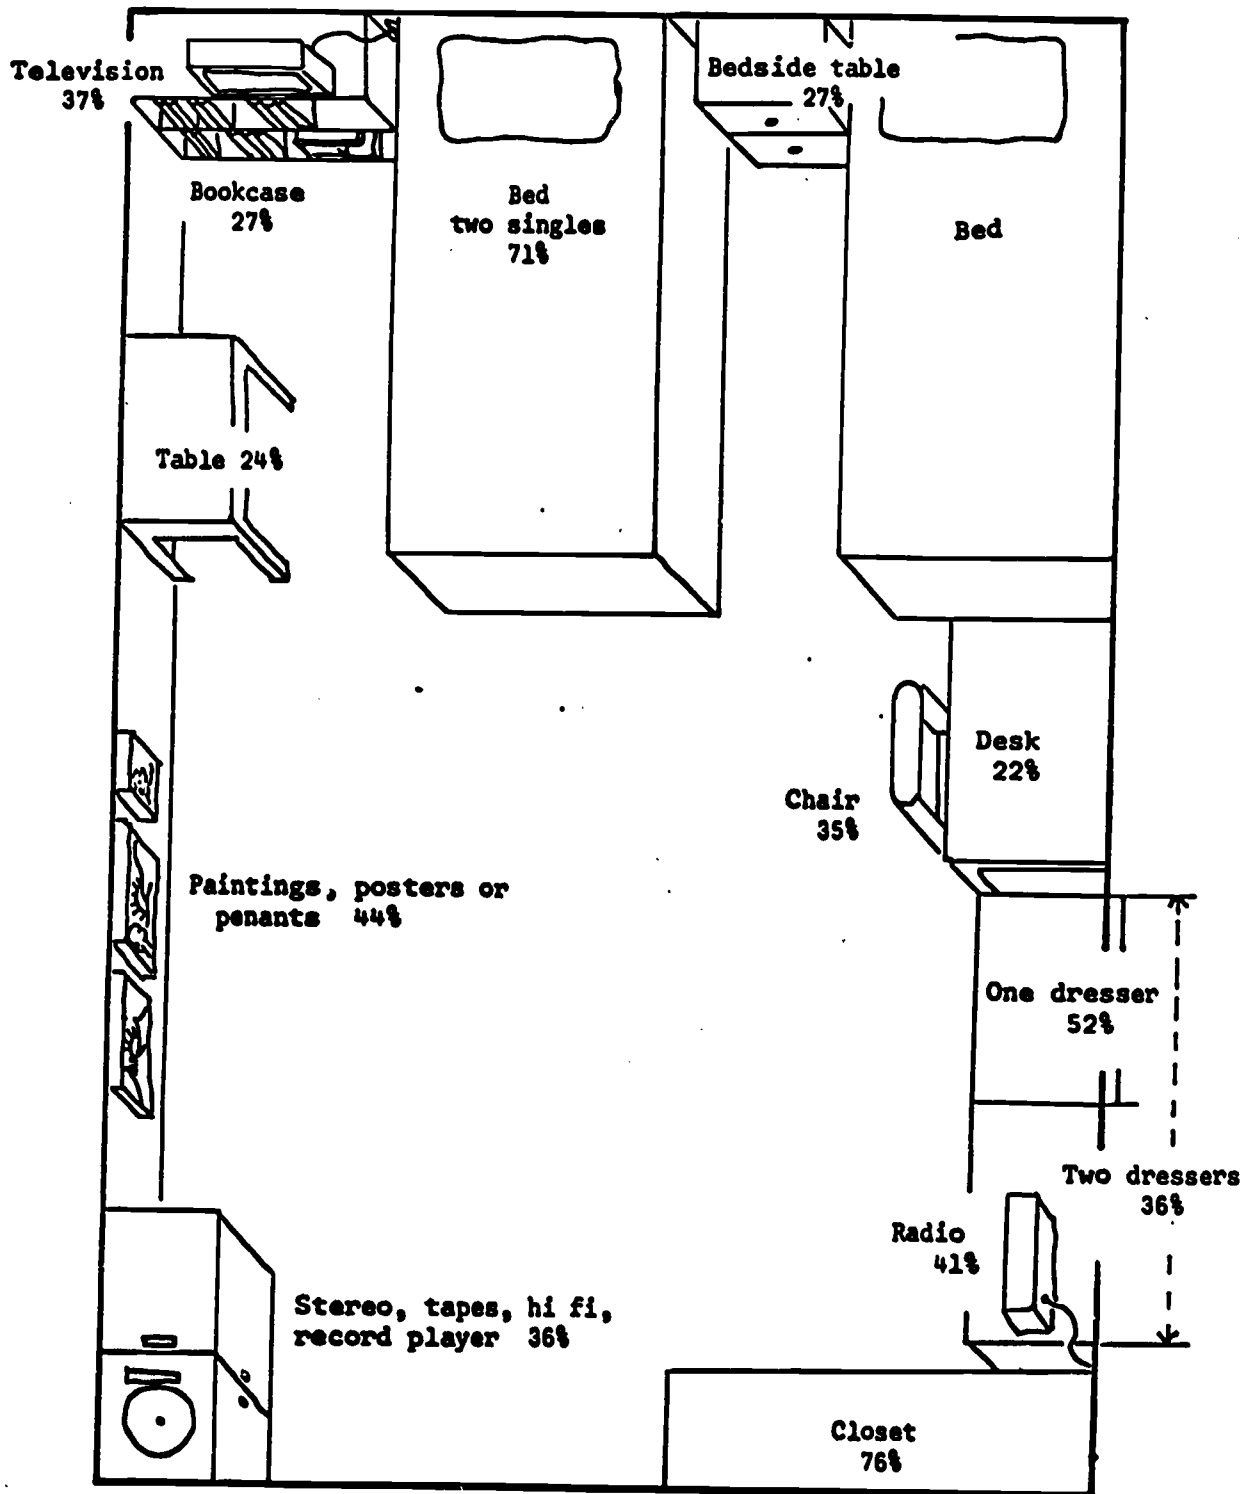 Television
37%
Bedside table
27%
Bookcase
27%
Bed
two singles
71%
Bed
Table 24%
Desk
22%
Chair
35%
Paintings, posters or
penants 44%
One dresser
52%
Two dressers
36%
Radio
41%
Stereo, tapes, hi fi,
record player 36%
Closet
76%